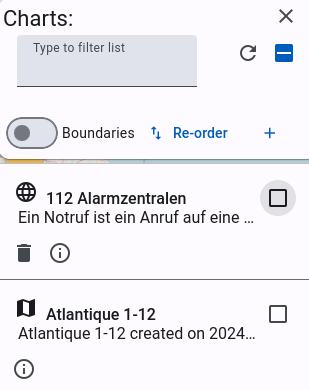 Charts:
Type to filter list
Boundaries
Re-order
112 Alarmzentralen
Ein Notruf ist ein Anruf auf eine ...
Atlantique 1-12
Atlantique 1-12 created on 2024...